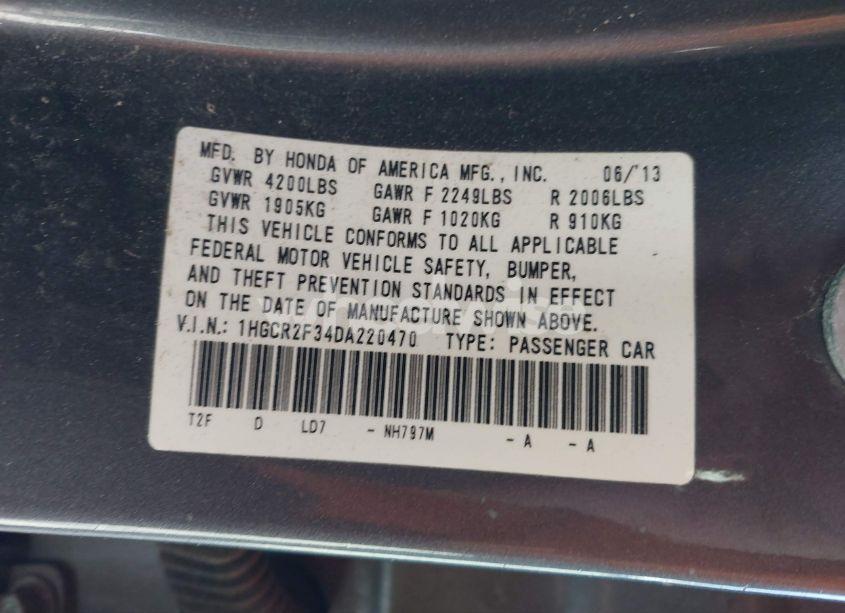 MFD. BY HONDA OF AMERICA MFG., INC. 06/'13
GVWR 4200LBS GAWR F 2249LBS R 2006LBS
GVWR 1905KG GAWR F 1020KG R 910KG
THIS VEHICLE CONFORMS TO ALL APPLICABLE
FEDERAL MOTOR VEHICLE SAFETY, BUMPER,
AND THEFT PREVENTION STANDARDS IN EFFECT
ON THE DATE OF MANUFACTURE SHOWN ABOVE.
V.I.N.: 1HGCR2F34DA220470 TYPE: PASSENGER CAR
T2F D LD7 - NH797M - A - A